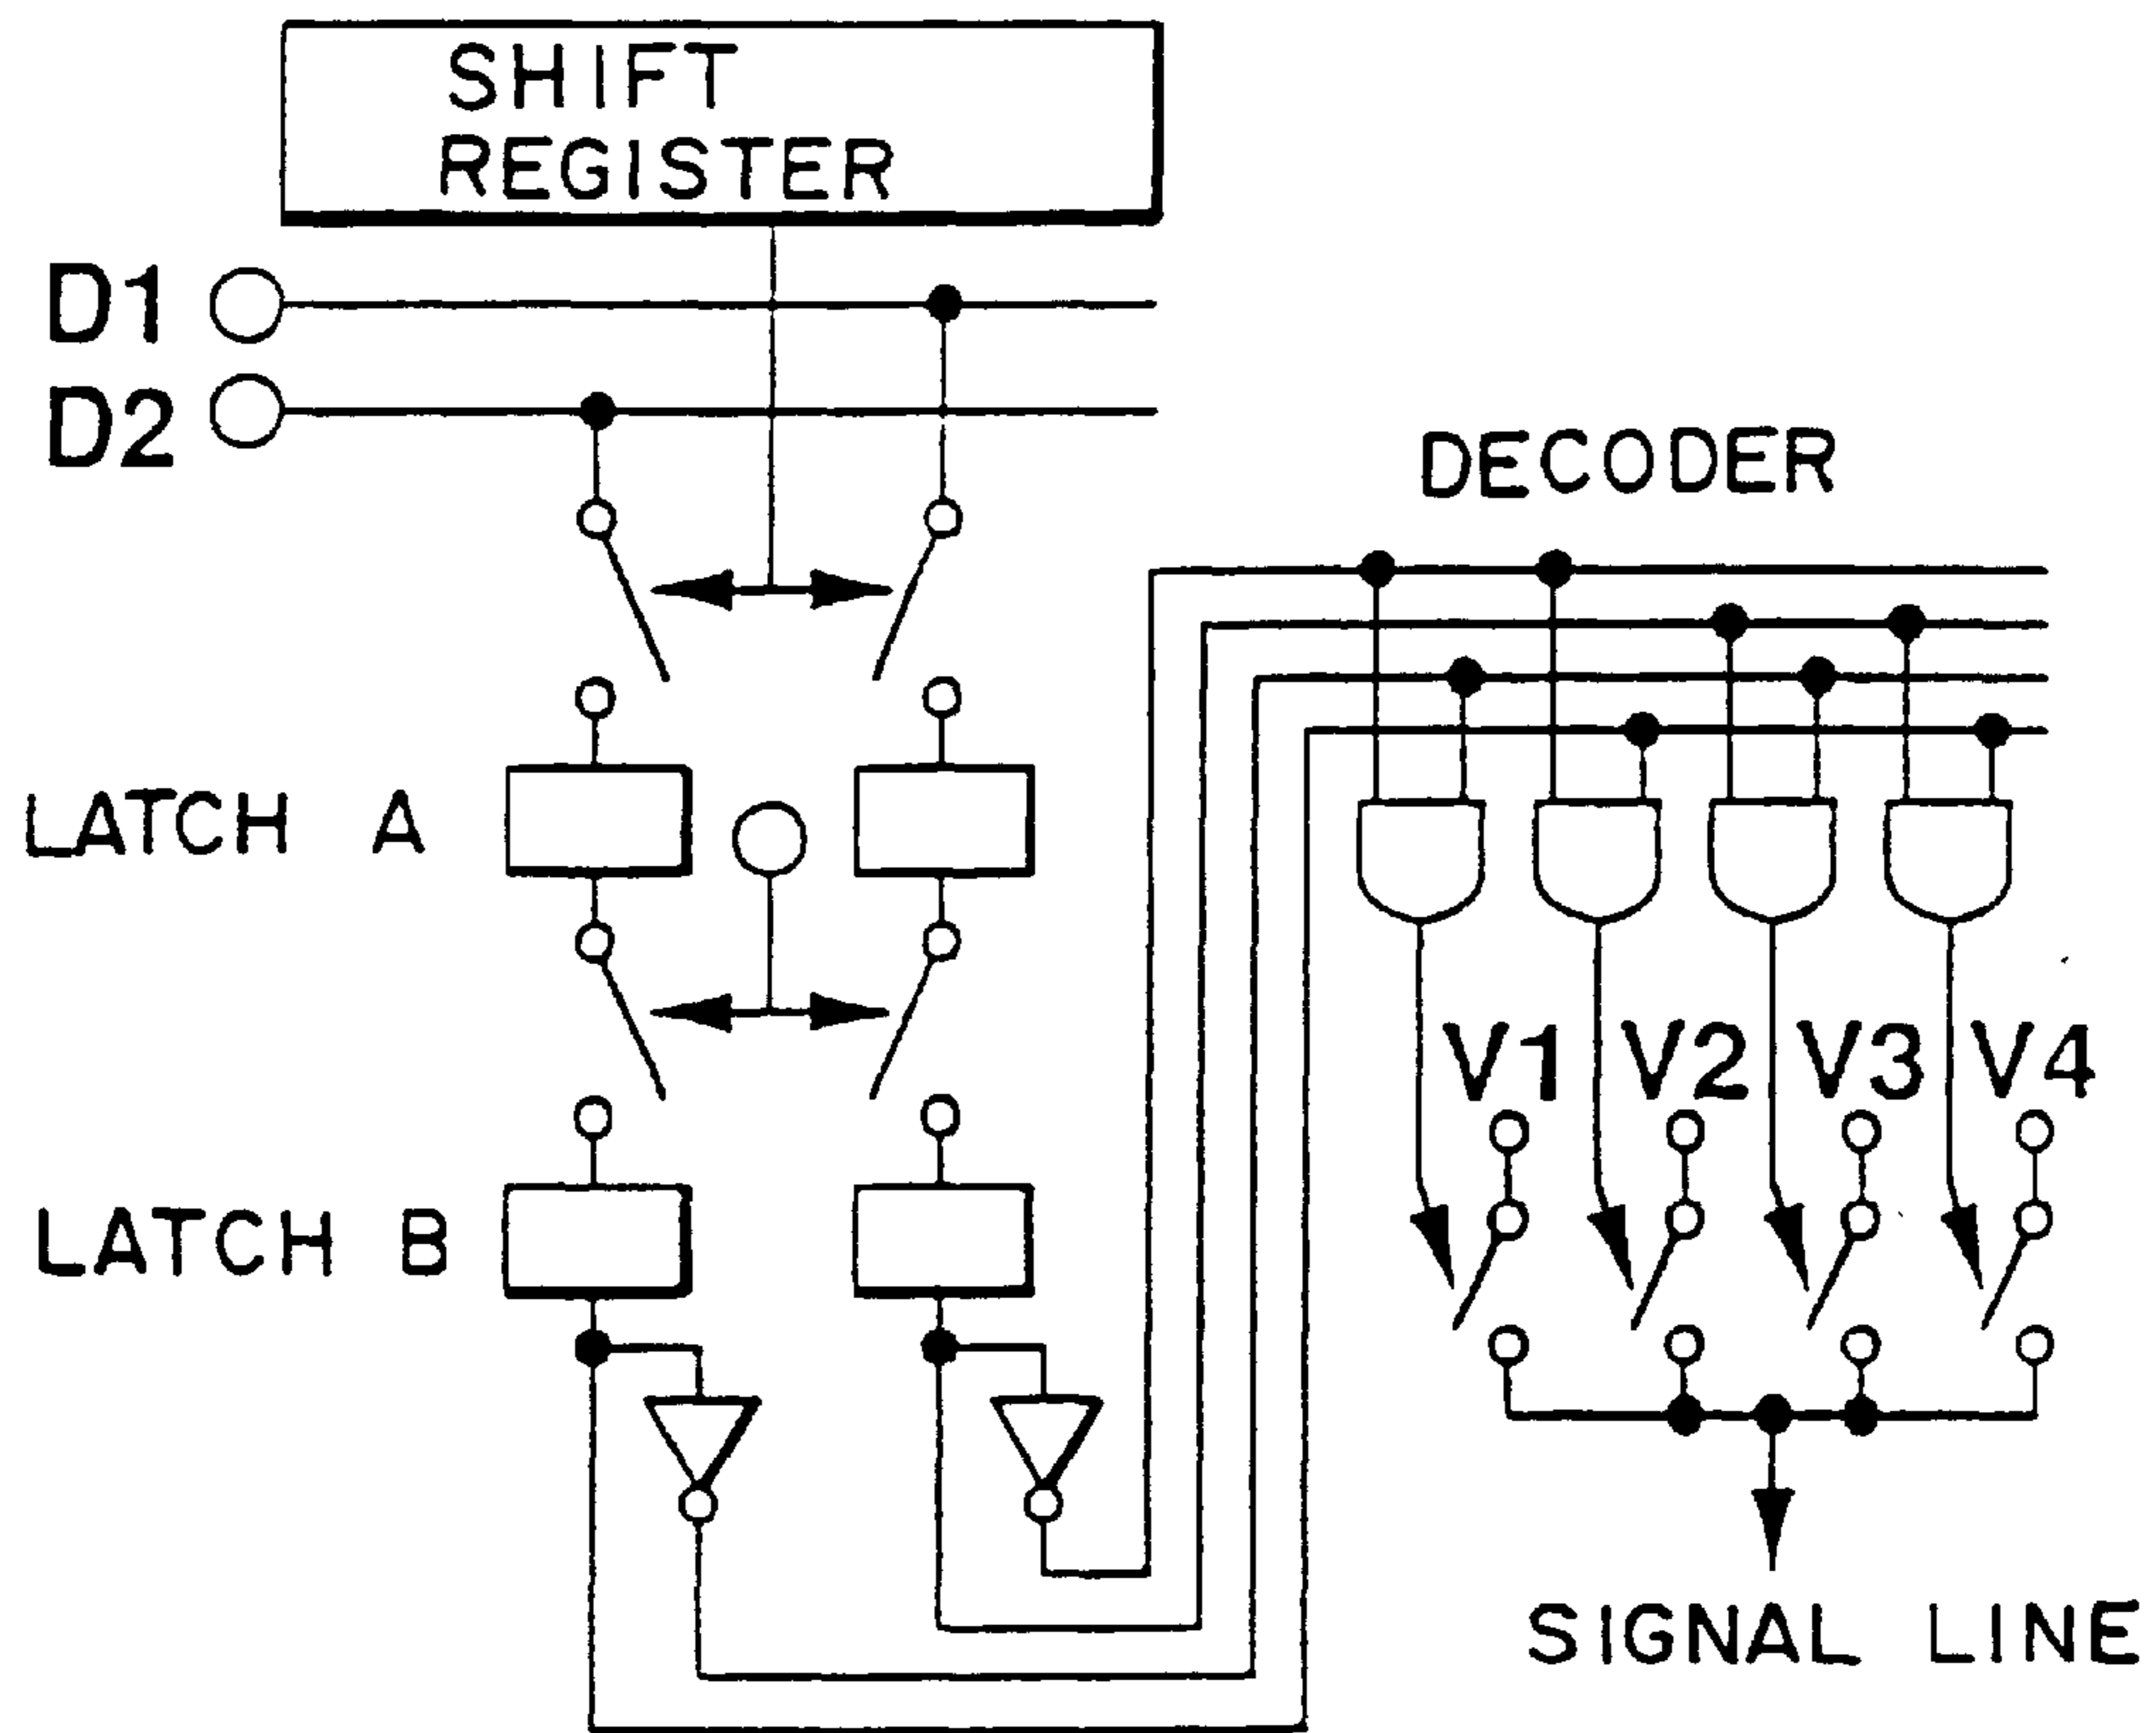 SHIFT
REGISTER
D1
D2
DECODER
LATCH A
V1 V2 V3 V4
LATCH B
SIGNAL LINE